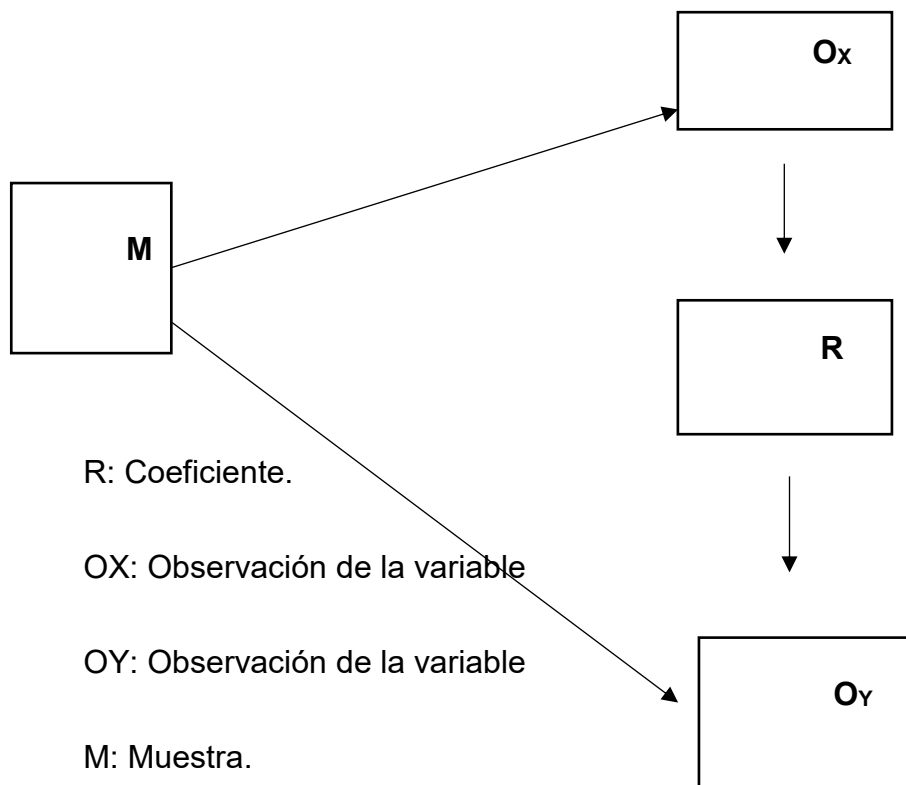 OX
M
R
R: Coeficiente.
OX: Observación de la variable
OY: Observación de la variable
OY
M: Muestra.